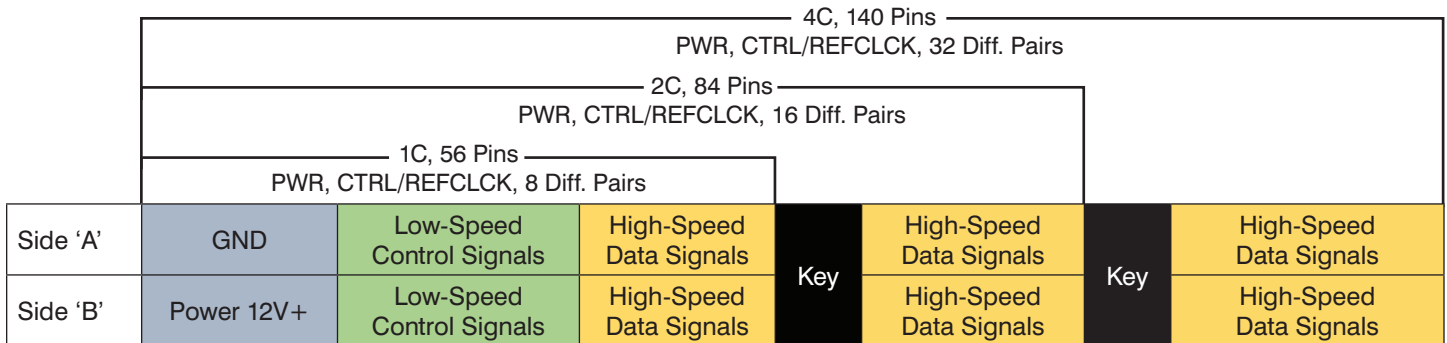 4C, 140 Pins
PWR, CTRL/REFCLCK, 32 Diff. Pairs
2C, 84 Pins
PWR, CTRL/REFCLCK, 16 Diff. Pairs
1C, 56 Pins
PWR, CTRL/REFCLCK, 8 Diff. Pairs
Side ‘A’
GND
Low-Speed
Control Signals
High-Speed
Data Signals
Key
High-Speed
Data Signals
Key
High-Speed
Data Signals
Side ‘B’
Power 12V+
Low-Speed
Control Signals
High-Speed
Data Signals
High-Speed
Data Signals
High-Speed
Data Signals